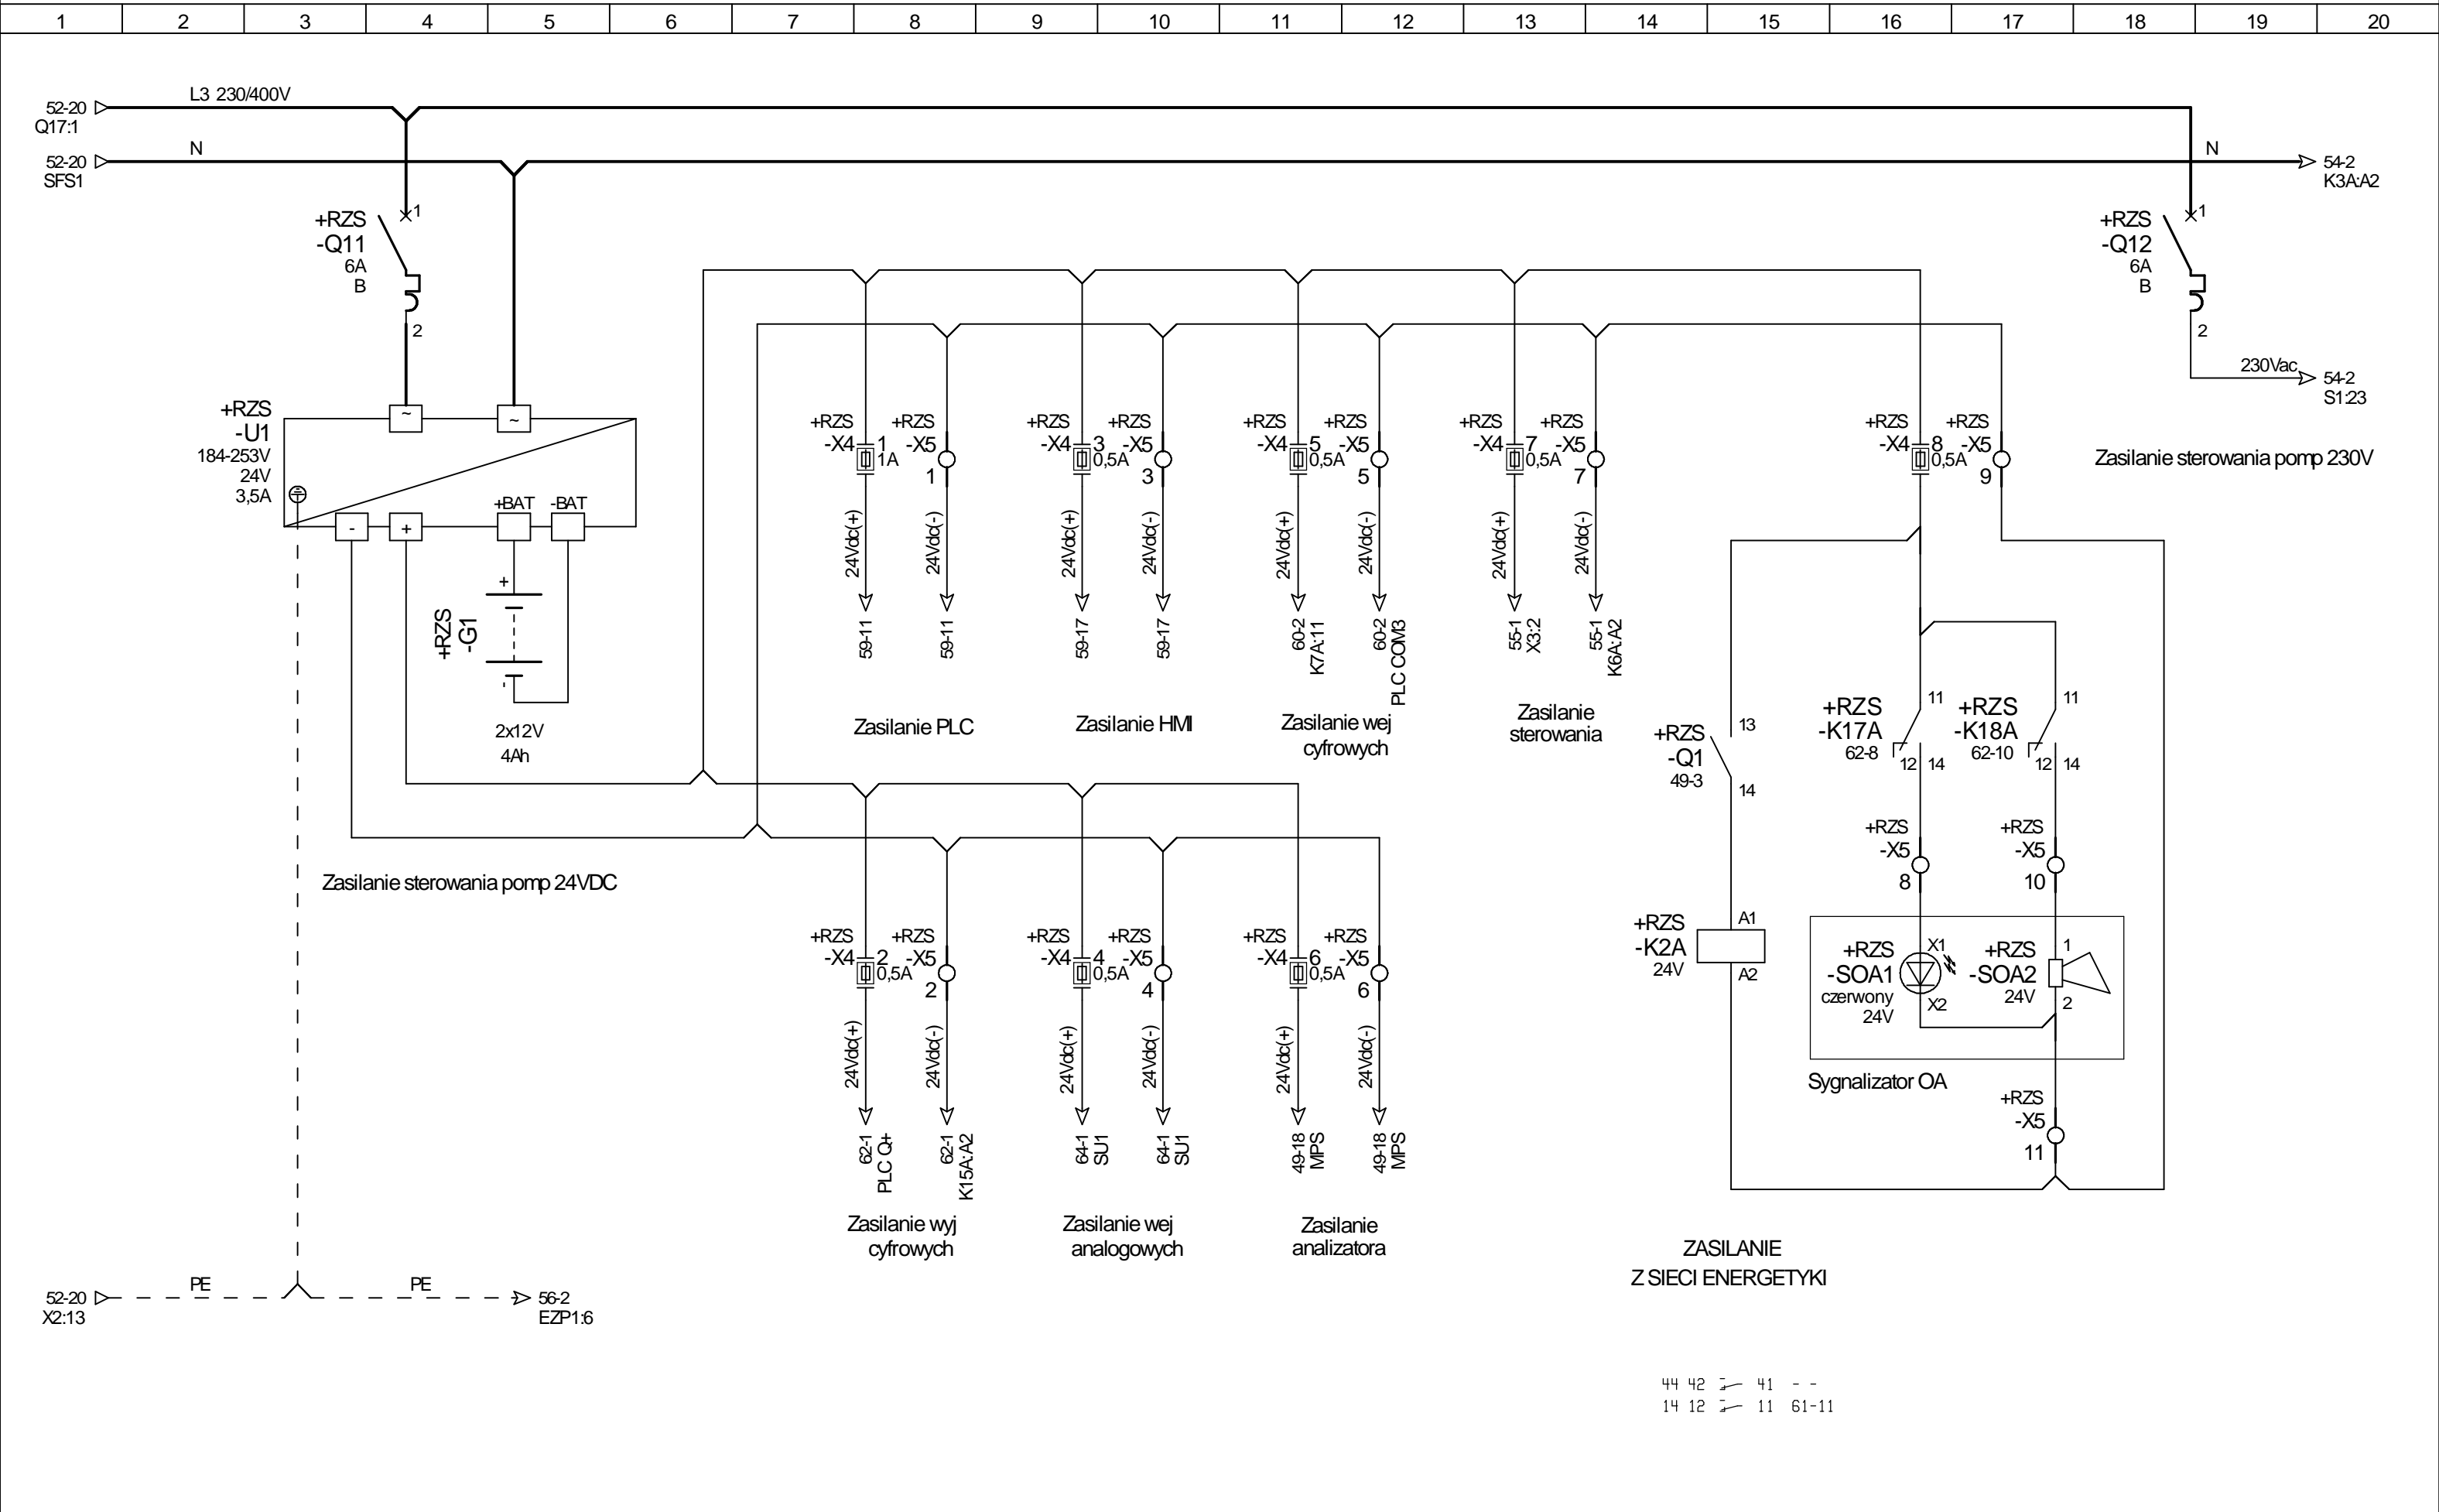 1 2 3 4 5 6 7 8 9 10 11 12 13 14 15 16 17 18 19 20
L3 230/400V
52-20
Q17:1
N
52-20
SFS1
N
54-2
K3A:A2
+RZS
-Q11
6A
B
1
2
+RZS
-Q12
6A
B
1
2
230Vac
54-2
S1:23
Zasilanie sterowania pomp 230V
+RZS
-U1
184-253V
24V
3,5A
~
~
-
+
+BAT
-BAT
+
-
+RZS
-G1
2x12V
4Ah
Zasilanie sterowania pomp 24VDC
+RZS
-X4
1
1A
24Vdc(+)
59-11
+RZS
-X5
1
24Vdc(-)
59-11
Zasilanie PLC
+RZS
-X4
3
0,5A
24Vdc(+)
59-17
+RZS
-X5
3
24Vdc(-)
59-17
Zasilanie HMI
+RZS
-X4
5
0,5A
24Vdc(+)
60-2
K7A:11
+RZS
-X5
5
24Vdc(-)
60-2
PLC COM3
Zasilanie wej
cyfrowych
+RZS
-X4
7
0,5A
24Vdc(+)
55-1
X3:2
+RZS
-X5
7
24Vdc(-)
55-1
K6A:A2
Zasilanie
sterowania
+RZS
-X4
8
0,5A
+RZS
-X5
9
+RZS
-Q1
49-3
13
14
+RZS
-K17A
62-8
11
12 14
+RZS
-K18A
62-10
11
12 14
+RZS
-X5
8
+RZS
-X5
10
+RZS
-K2A
24V
A1
A2
+RZS
-SOA1
czerwony
24V
X1
X2
+RZS
-SOA2
24V
1
2
Sygnalizator OA
+RZS
-X5
11
+RZS
-X4
2
0,5A
24Vdc(+)
62-1
PLC Q+
+RZS
-X5
2
24Vdc(-)
62-1
K15A:A2
Zasilanie wyj
cyfrowych
+RZS
-X4
4
0,5A
24Vdc(+)
64-1
SU1
+RZS
-X5
4
24Vdc(-)
64-1
SU1
Zasilanie wej
analogowych
+RZS
-X4
6
0,5A
24Vdc(+)
49-18
MPS
+RZS
-X5
6
24Vdc(-)
49-18
MPS
Zasilanie
analizatora
ZASILANIE
Z SIECI ENERGETYKI
52-20
X2:13
PE
PE
56-2
EZP1:6
44 42 41 - -
14 12 11 61-11